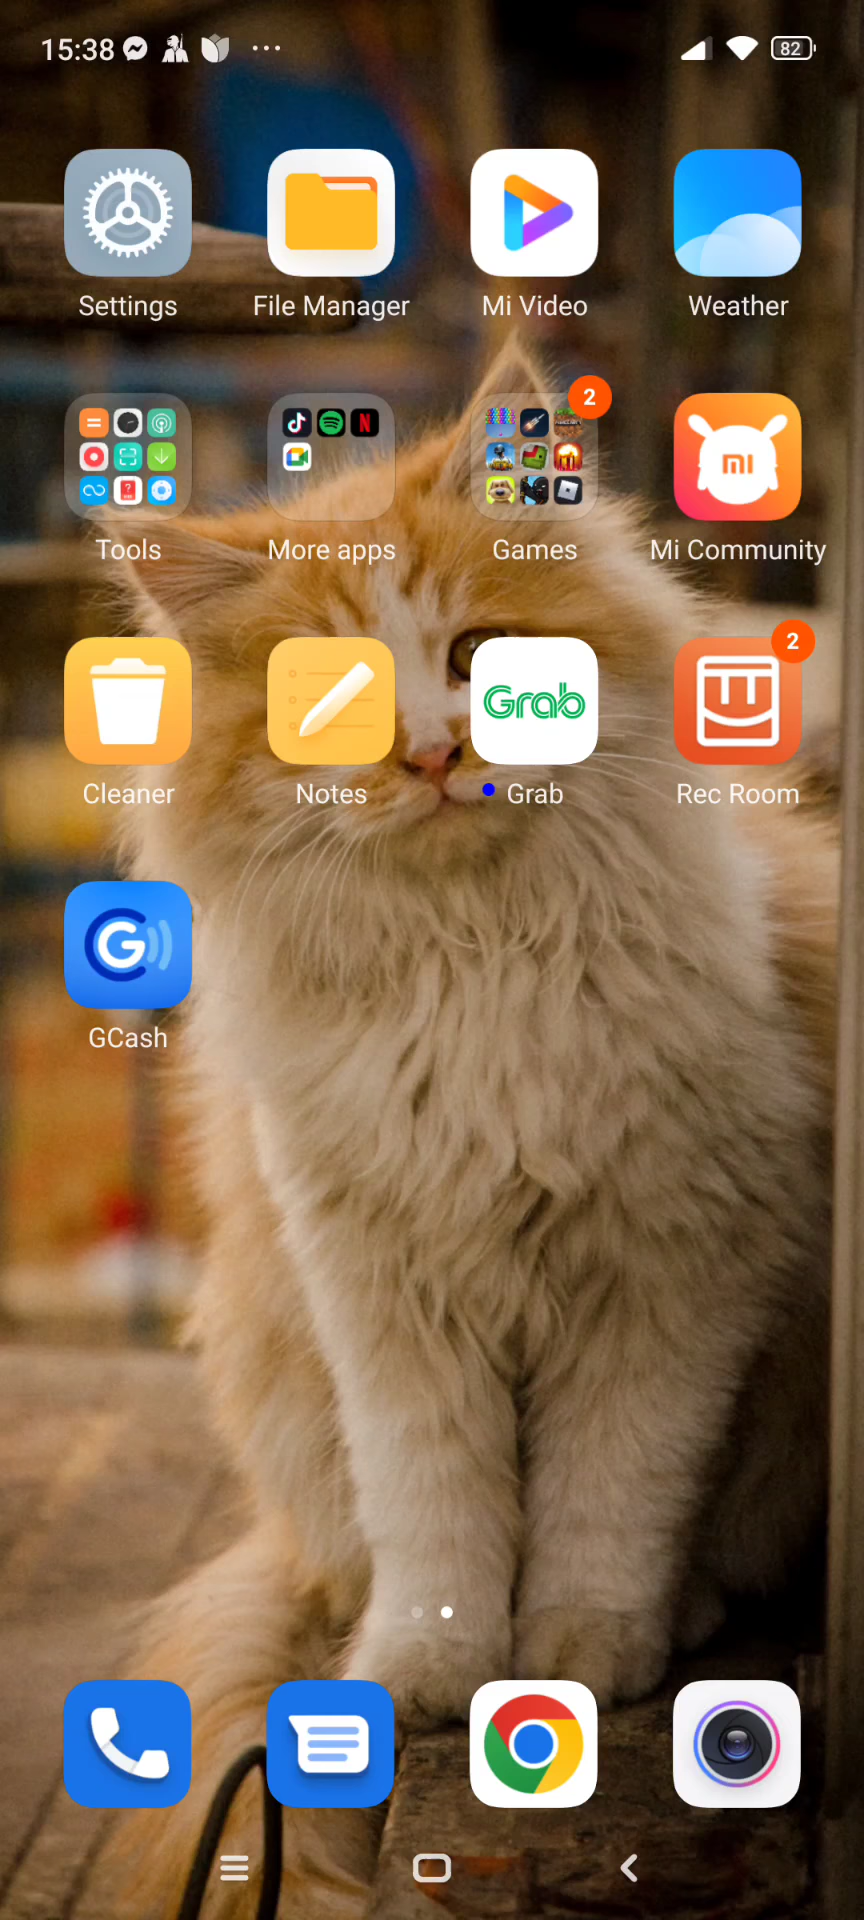 15:38 82
Settings File Manager Mi Video Weather
2
Tools More apps Games Mi Community
Grab 2
Cleaner Notes Grab Rec Room
G
GCash